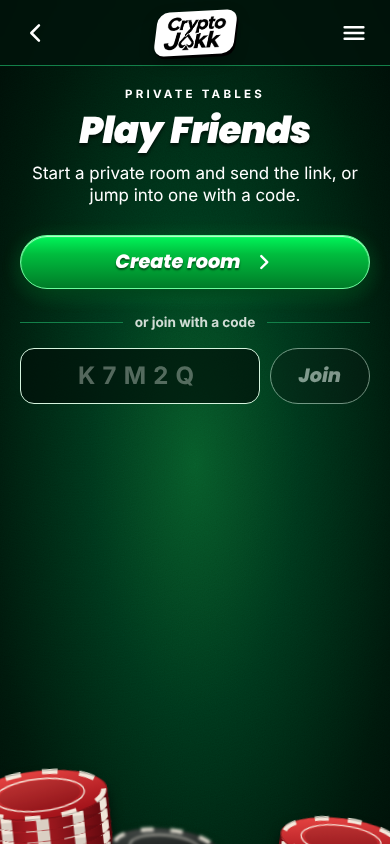 Crypto
Jokk
PRIVATE TABLES
Play Friends
Start a private room and send the link, or
jump into one with a code.
Create room
or join with a code
K7M2Q
Join